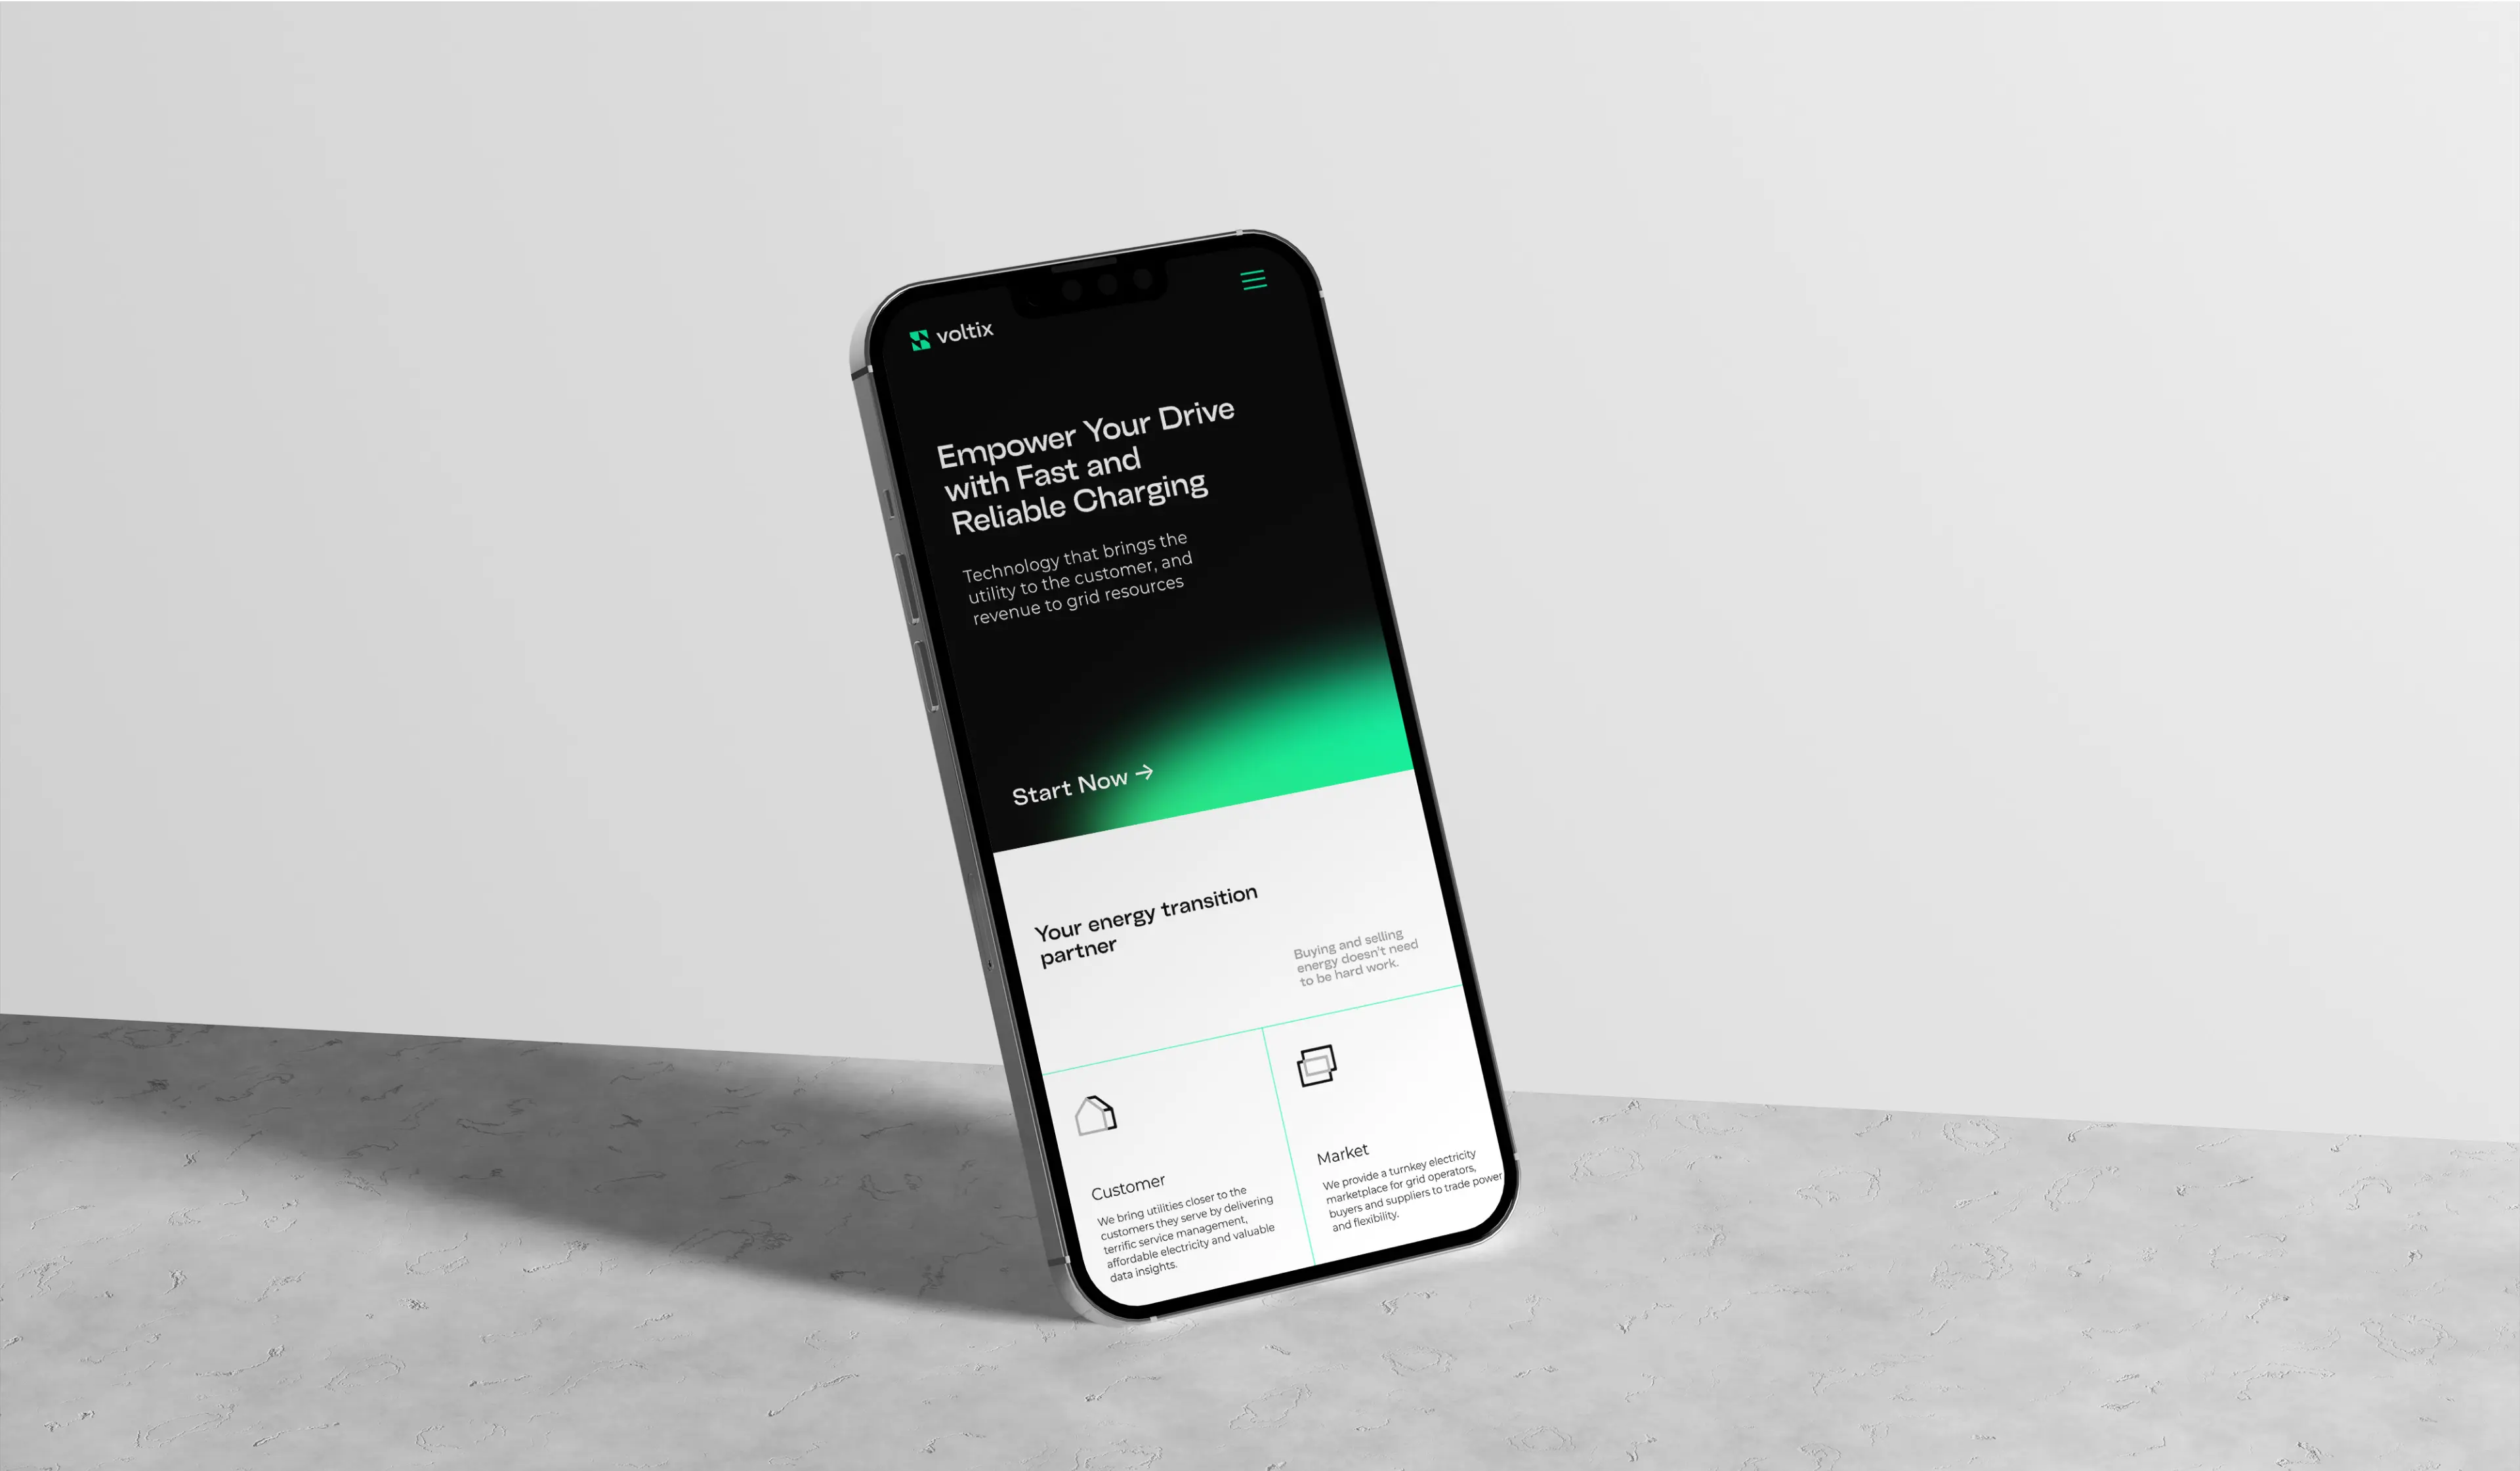 voltix
Empower Your Drive
with Fast and
Reliable Charging
Technology that brings the
utility to the customer, and
revenue to grid resources
Start Now →
Your energy transition
partner
Buying and selling
energy doesn't need
to be hard work.
Customer
We bring utilities closer to the
customers they serve by delivering
terrific service management,
affordable electricity and valuable
data insights.
Market
We provide a turnkey electricity
marketplace for grid operators,
buyers and suppliers to trade power
and flexibility.